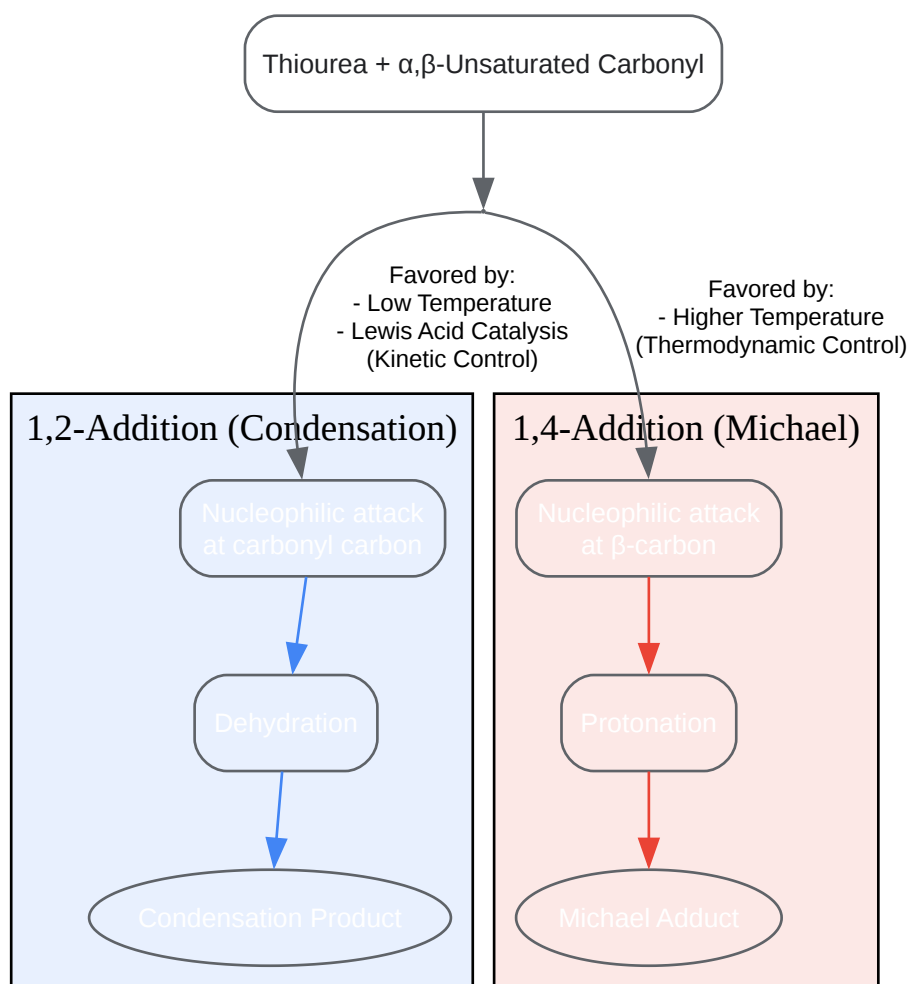 Thiourea + α,β-Unsaturated Carbonyl
Favored by:
- Low Temperature
- Lewis Acid Catalysis
(Kinetic Control)
Favored by:
- Higher Temperature
(Thermodynamic Control)
1,2-Addition (Condensation)
Nucleophilic attack
at carbonyl carbon
Dehydration
Condensation Product
1,4-Addition (Michael)
Nucleophilic attack
at β-carbon
Protonation
Michael Adduct